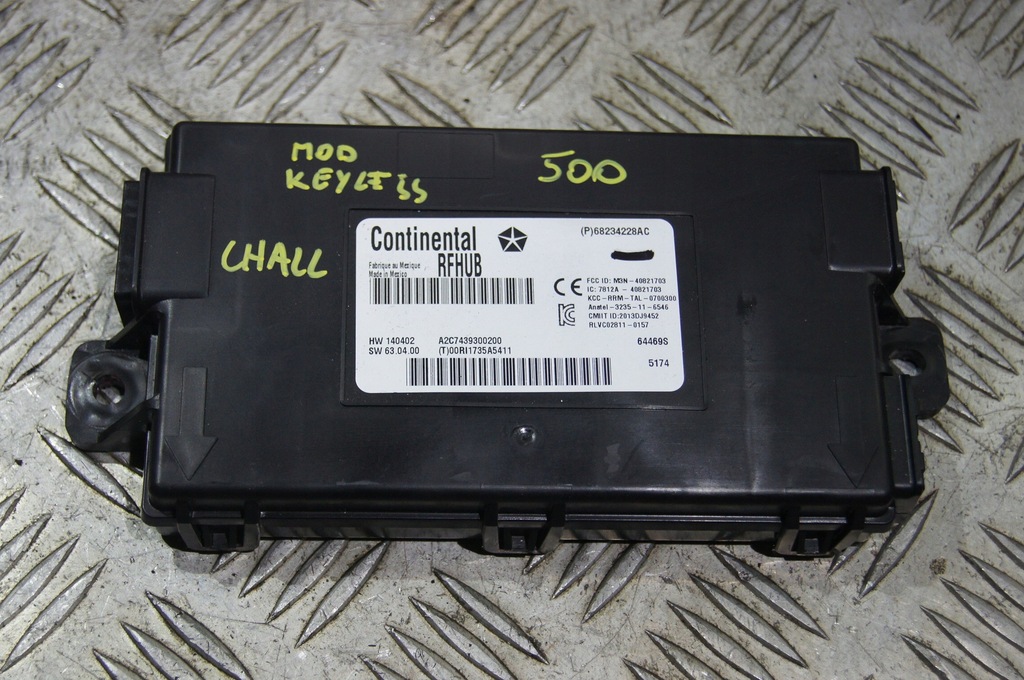 MOD
KEYLESS
500
CHALL
Continental
RFHUB
(P)68234228AC
Fabrique au Mexique
Made in Mexico
CE
FCC ID: M3N-40821703
IC: 7812A-40821703
KCC-RRM-TAL-0700300
Anatel-3235-11-6546
CMIIT ID:2013DJ9452
RLVC02811-0157
HW 140402
A2C7439300200
64469S
SW 63.04.00
(T)00RI1735A5411
5174